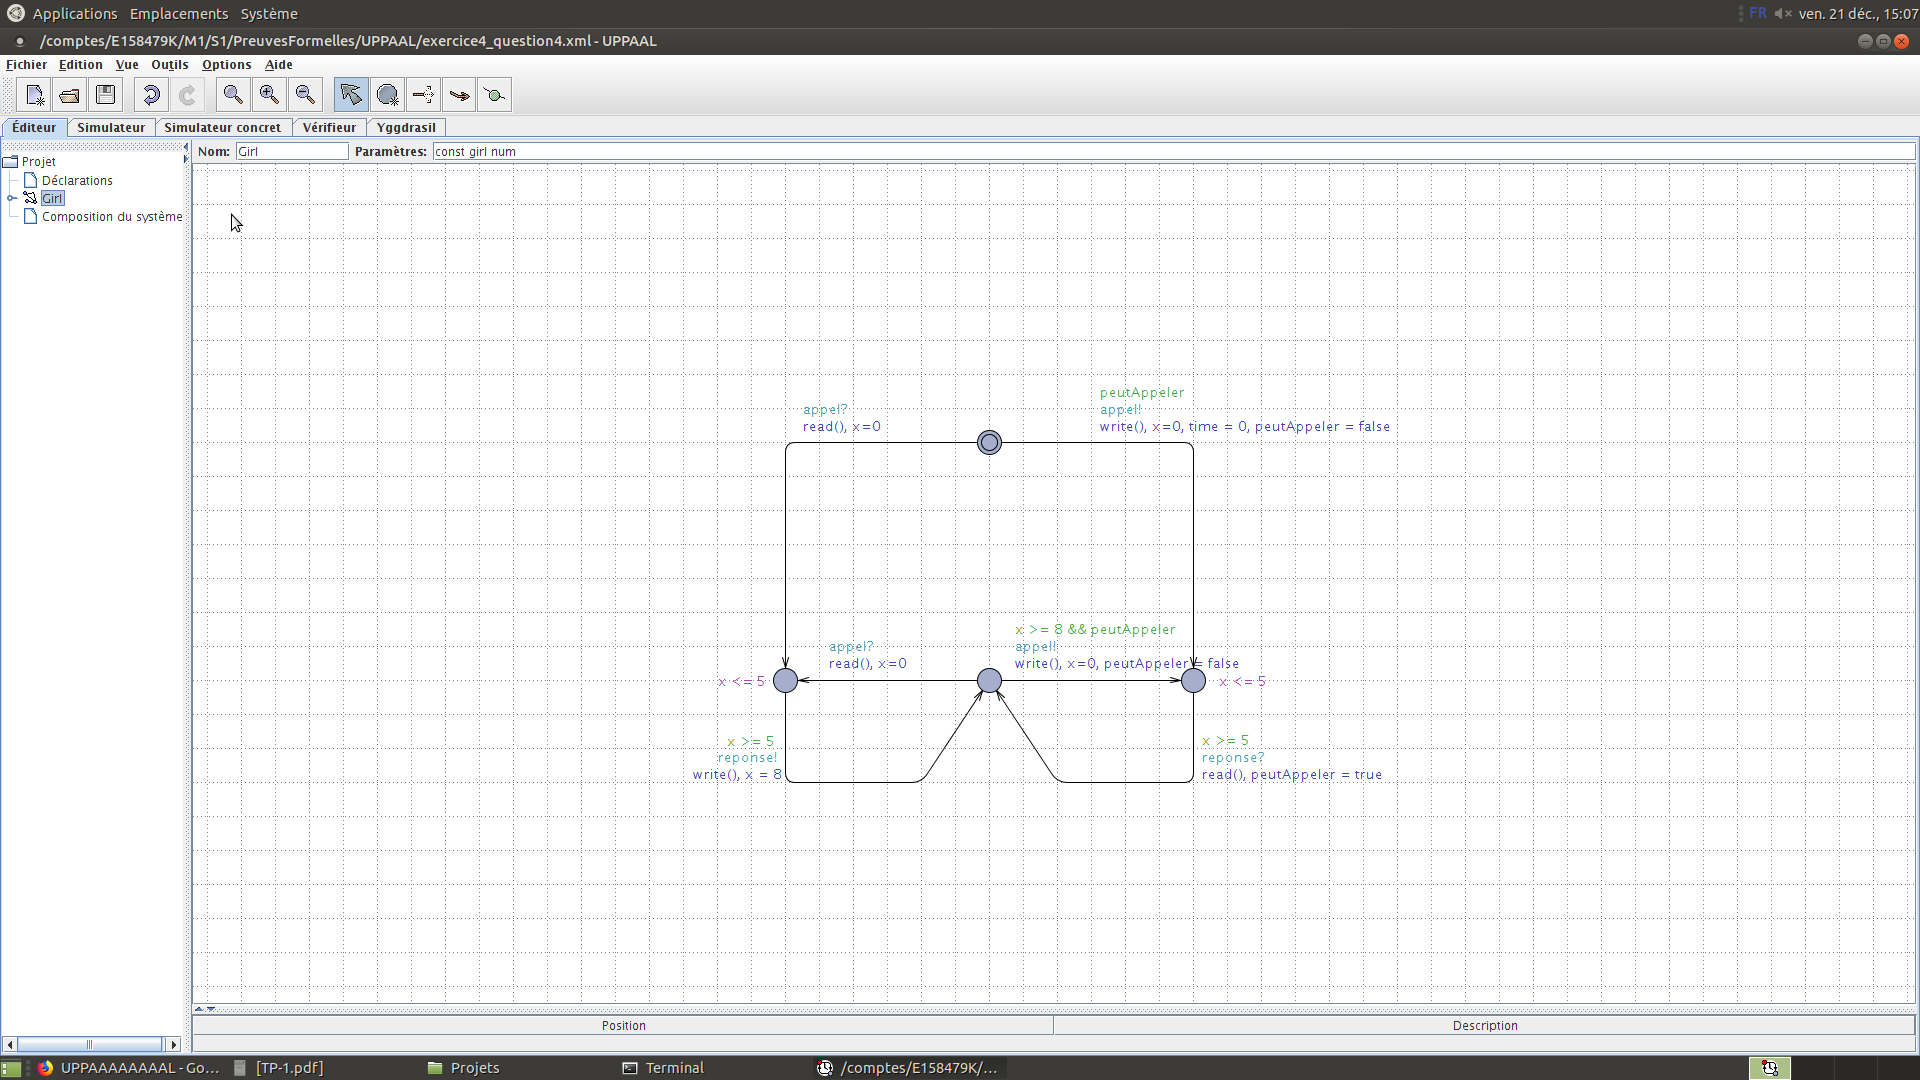 Applications Emplacements Système
FR ven. 21 déc., 15:07
/comptes/E158479K/M1/S1/PreuvesFormelles/UPPAAL/exercice4_question4.xml - UPPAAL
Fichier Edition Vue Outils Options Aide
Éditeur Simulateur Simulateur concret Vérifieur Yggdrasil
Nom: Girl Paramètres: const girl num
Projet
Déclarations
Girl
Composition du système
peutAppeler
appel? appel!
read(), x=0 write(), x=0, time = 0, peutAppeler = false
x >= 8 && peutAppeler
appel? appel!
read(), x=0 write(), x=0, peutAppeler = false
x <= 5 x <= 5
x >= 5 x >= 5
reponse! reponse?
write(), x = 8 read(), peutAppeler = true
Position Description
UPPAAAAAAAAL - Go... [TP-1.pdf] Projets Terminal /comptes/E158479K/...